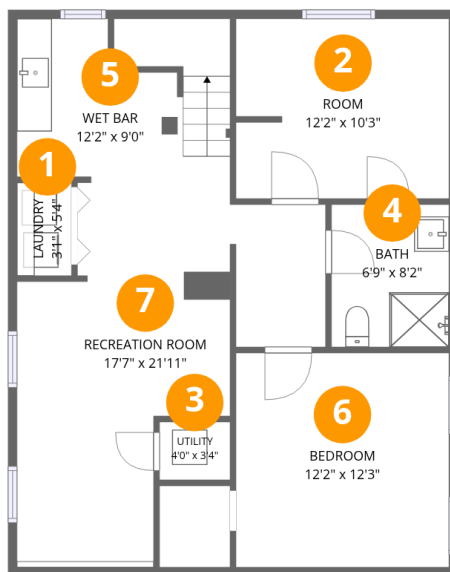 5
WET BAR
12'2" x 9'0"
2
ROOM
12'2" x 10'3"
1
LAUNDRY
3'1" x 5'4"
4
BATH
6'9" x 8'2"
7
RECREATION ROOM
17'7" x 21'11"
3
UTILITY
4'0" x 3'4"
6
BEDROOM
12'2" x 12'3"